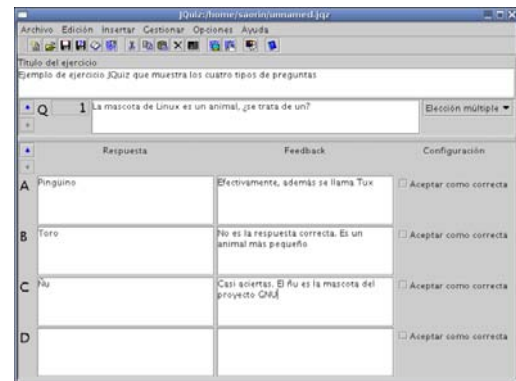 JQuiz:/home/saorin/unnamed.jqz
Archivo Edición Insertar Gestionar Opciones Ayuda
Título del ejercicio
Ejemplo de ejercicio JQuiz que muestra los cuatro tipos de preguntas
Q 1 La mascota de Linux es un animal, ¿se trata de un? Elección múltiple
Respuesta Feedback Configuración
A Pingüino Efectivamente, además se llama Tux Aceptar como correcta
B Toro No es la respuesta correcta. Es un
animal más pequeño Aceptar como correcta
C Ñu Casi aciertas. El ñu es la mascota del
proyecto GNU Aceptar como correcta
D Aceptar como correcta